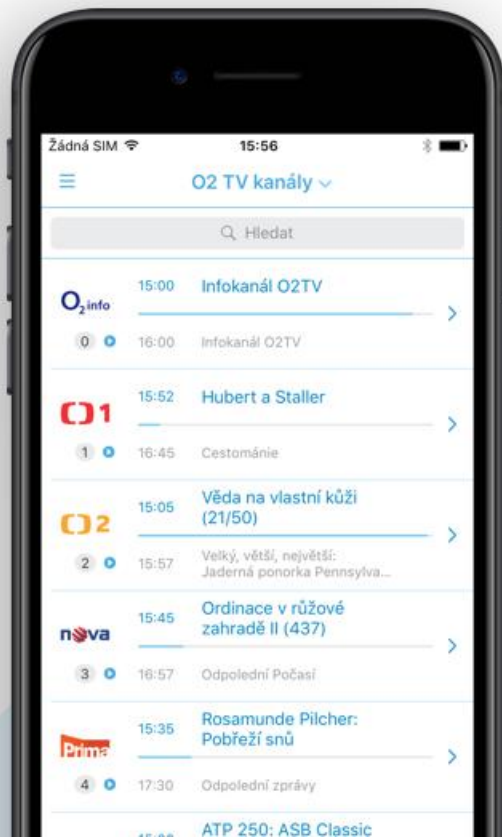 Žádná SIM 15:56
O2 TV kanály
Hledat
O2 info 15:00 Infokanál O2TV
0 16:00 Infokanál O2TV
1 15:52 Hubert a Staller
1 16:45 Cestománie
2 15:05 Věda na vlastní kůži
(21/50)
2 15:57 Velký, větší, největší:
Jaderná ponorka Pennsylva...
nova 15:45 Ordinace v růžové
zahradě II (437)
3 16:57 Odpolední Počasí
Prima 15:35 Rosamunde Pilcher:
Pobřeží snů
4 17:30 Odpolední zprávy
ATP 250: ASB Classic